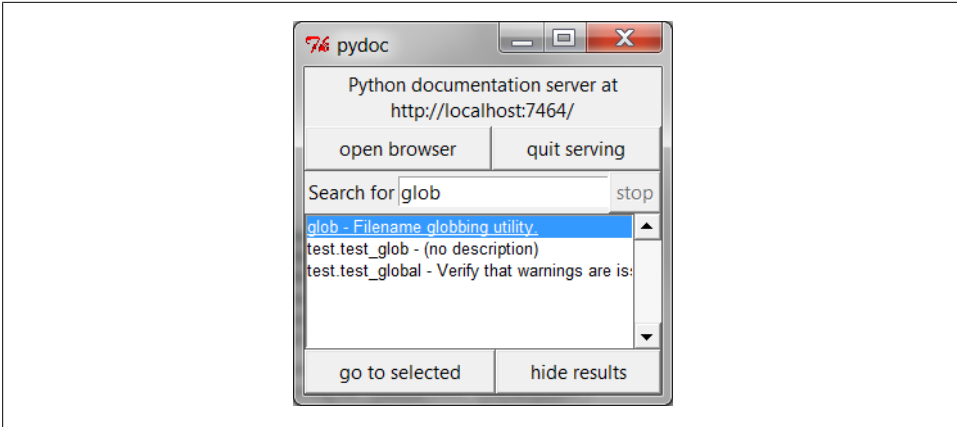 pydoc
Python documentation server at
http://localhost:7464/
open browser
quit serving
Search for glob
stop
glob - Filename globbing utility.
test.test_glob - (no description)
test.test_global - Verify that warnings are is
go to selected
hide results